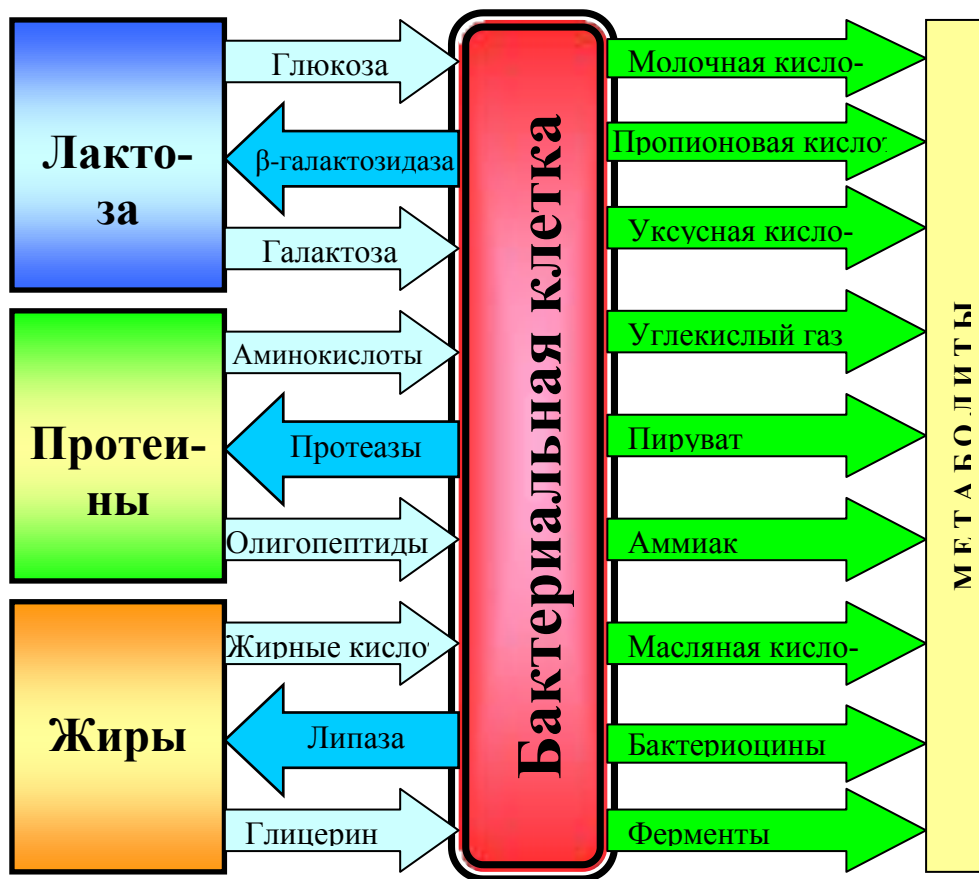 Лакто-
за
Глюкоза
β-галактозидаза
Галактоза
Протеи-
ны
Аминокислоты
Протеазы
Олигопептиды
Жиры
Жирные кисло
Липаза
Глицерин
Бактериальная клетка
Молочная кисло-
Пропионовая кислот
Уксусная кисло-
Углекислый газ
Пируват
Аммиак
Масляная кисло-
Бактериоцины
Ферменты
МЕТАБОЛИТЫ